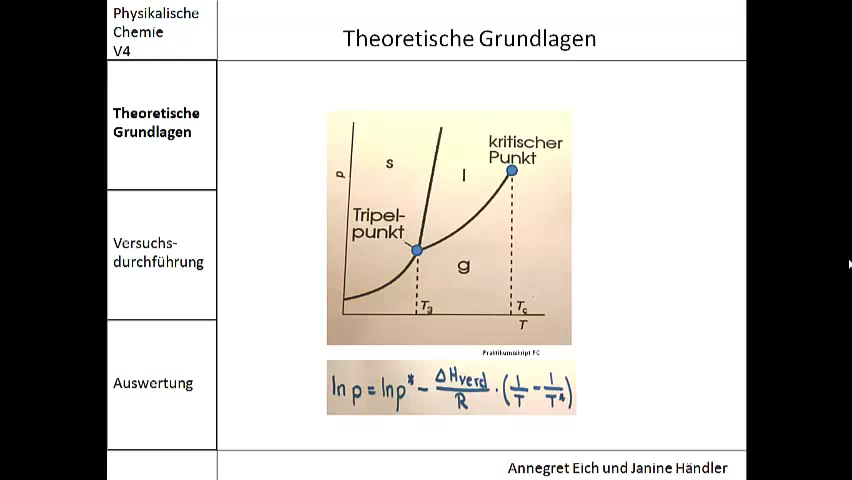 Physikalische
Chemie
V4
Theoretische Grundlagen
Theoretische
Grundlagen
Versuchs-
durchführung
Auswertung
kritischer
Punkt
p
s
l
Tripel-
punkt
g
T₃
T꜀
T
Praktikumsskript PC
ln p = ln p* - ΔHverd / R · (1/T - 1/T*)
Annegret Eich und Janine Händler